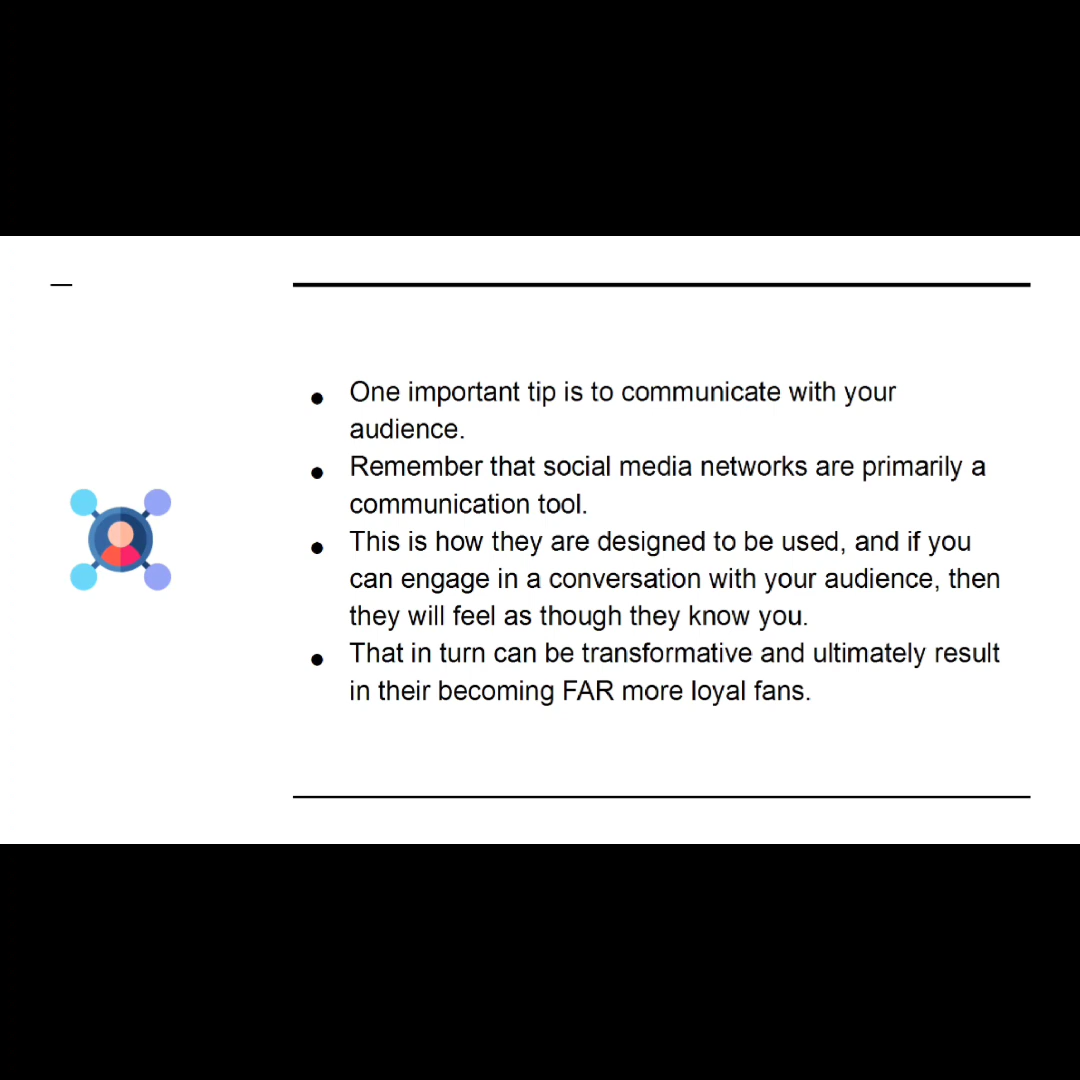 ● One important tip is to communicate with your
audience.
● Remember that social media networks are primarily a
communication tool.
● This is how they are designed to be used, and if you
can engage in a conversation with your audience, then
they will feel as though they know you.
● That in turn can be transformative and ultimately result
in their becoming FAR more loyal fans.